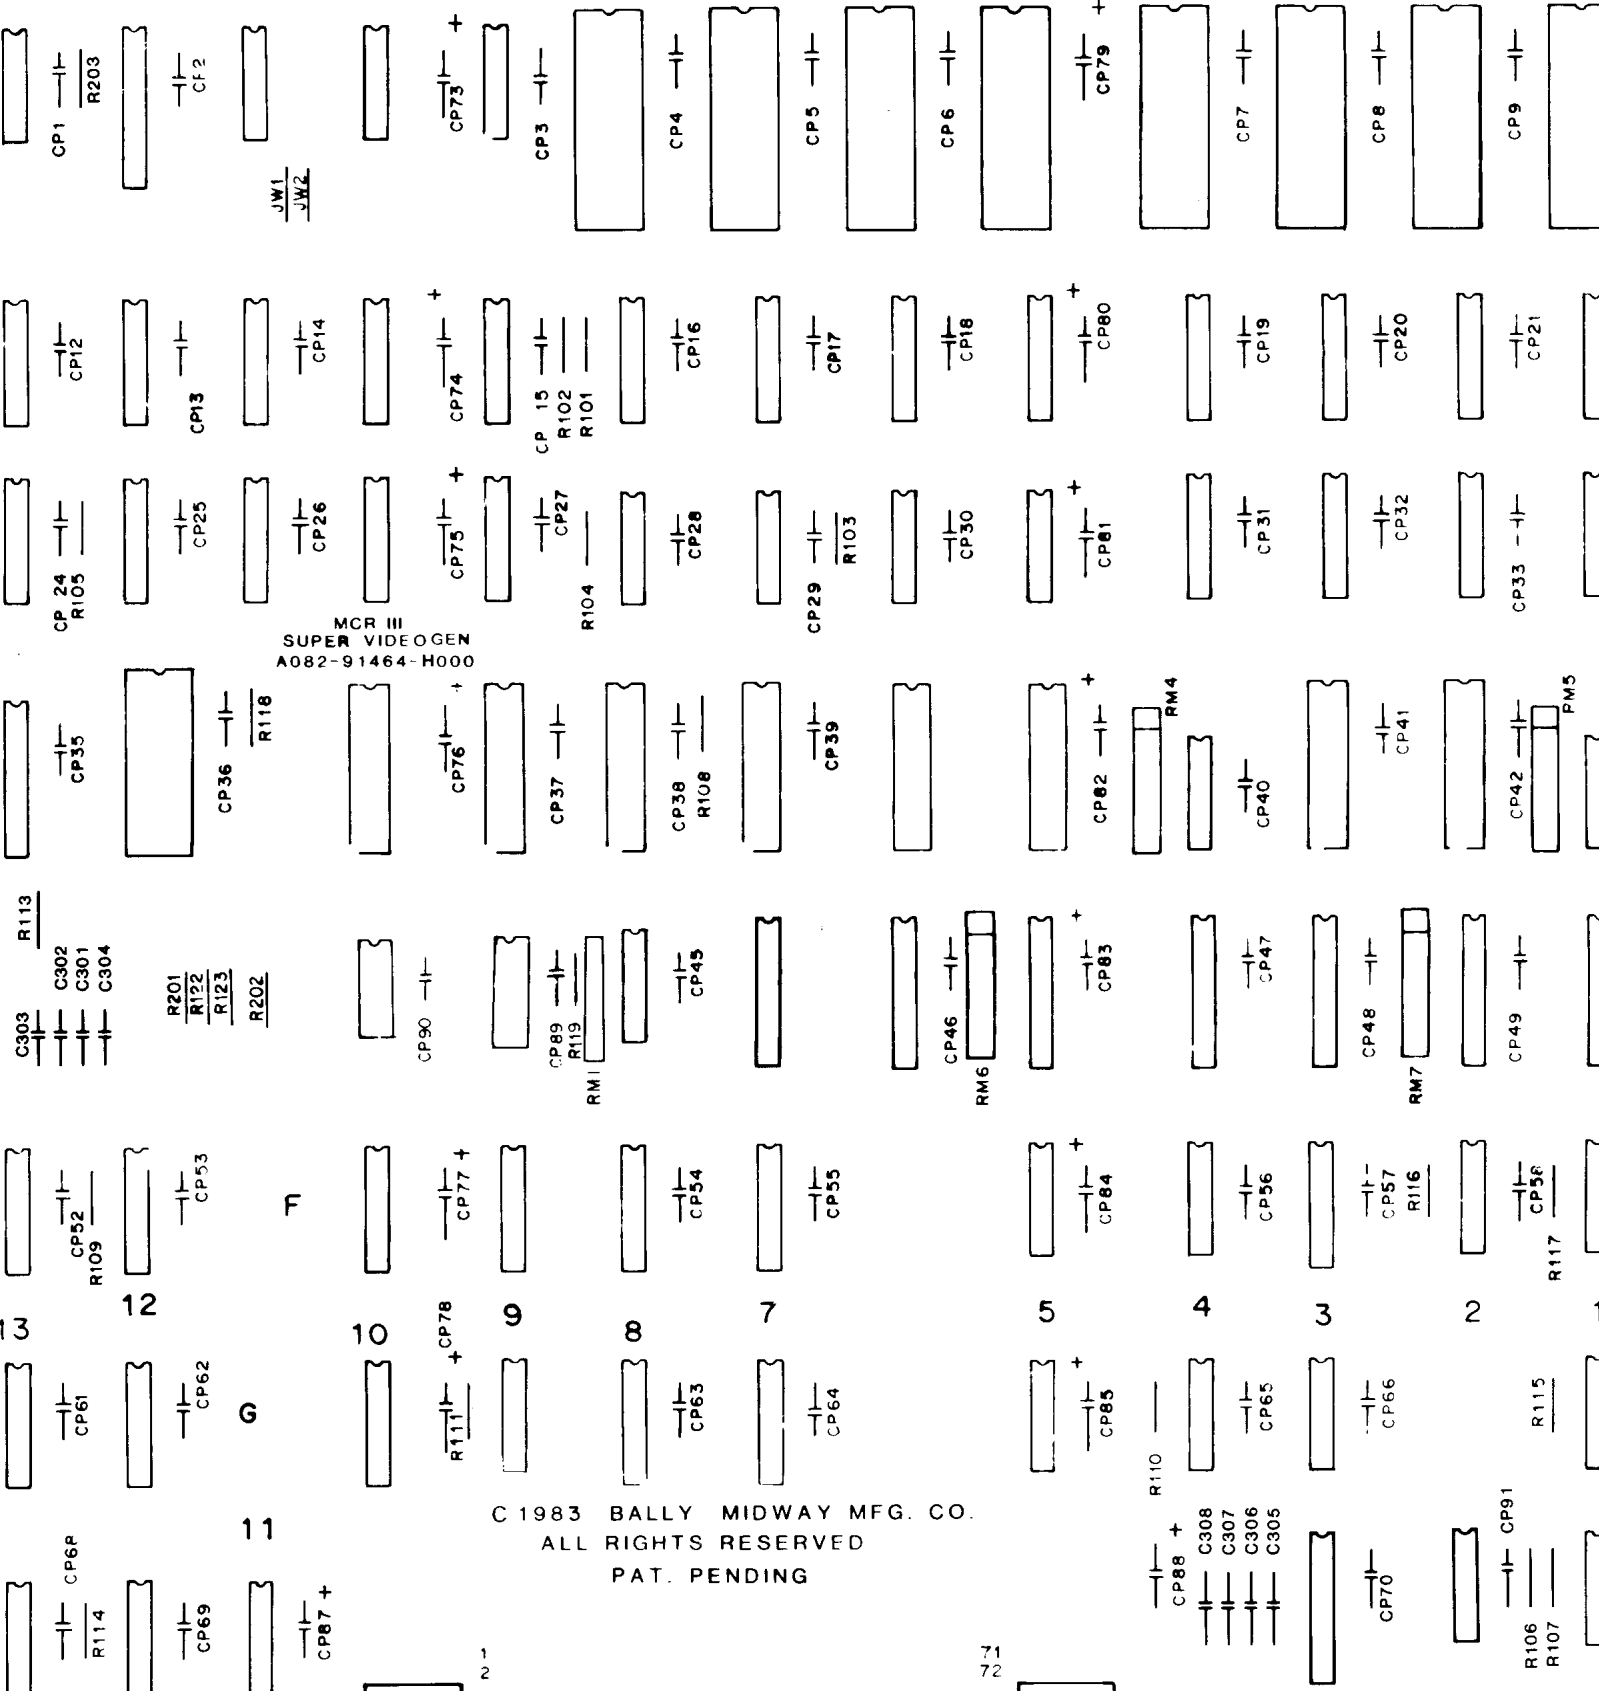 CP1
R203
CF2
JW1
JW2
+
CP73
CP3
CP4
CP5
CP6
+
CP79
CP7
CP8
CP9
CP12
CP13
CP14
+
CP74
CP 15
R102
R101
CP16
CP17
CP18
+
CP80
CP19
CP20
CP21
CP 24
R105
CP25
CP26
+
CP75
CP27
R104
CP28
CP29
R103
CP30
+
CP81
CP31
CP32
CP33
MCR III
SUPER VIDEOGEN
A082-91464-H000
CP35
CP36
R118
+
CP76
CP37
CP38
R108
CP39
+
CP82
RM4
CP40
CP41
CP42
RM5
R113
C303
C302
C301
C304
R201
R122
R123
R202
CP90
CP89
R119
RM1
CP45
CP46
RM6
+
CP83
CP47
CP48
RM7
CP49
CP52
R109
CP53
F
+
CP77
CP54
CP55
+
CP84
CP56
CP57
R116
CP58
R117
13
12
10
9
8
7
5
4
3
2
1
CP61
CP62
G
CP78
+
R111
CP63
CP64
+
CP85
R110
CP65
CP66
R115
C 1983 BALLY MIDWAY MFG. CO.
ALL RIGHTS RESERVED
PAT. PENDING
11
CP6P
R114
CP69
+
CP87
+
CP88
C308
C307
C306
C305
CP70
CP91
R106
R107
1
2
71
72